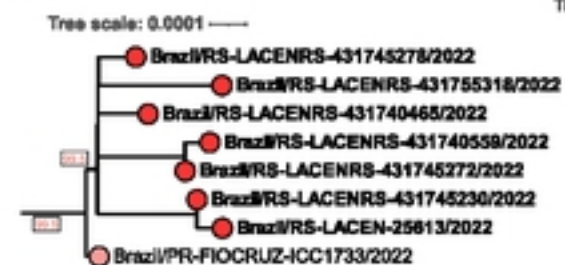 Tree scale: 0.0001
Brazil/RS-LACENRS-431745278/2022
Brazil/RS-LACENRS-431755318/2022
Brazil/RS-LACENRS-431740465/2022
Brazil/RS-LACENRS-431740559/2022
Brazil/RS-LACENRS-431745272/2022
Brazil/RS-LACENRS-431745230/2022
Brazil/RS-LACEN-25613/2022
Brazil/PR-FIOCRUZ-ICC1733/2022